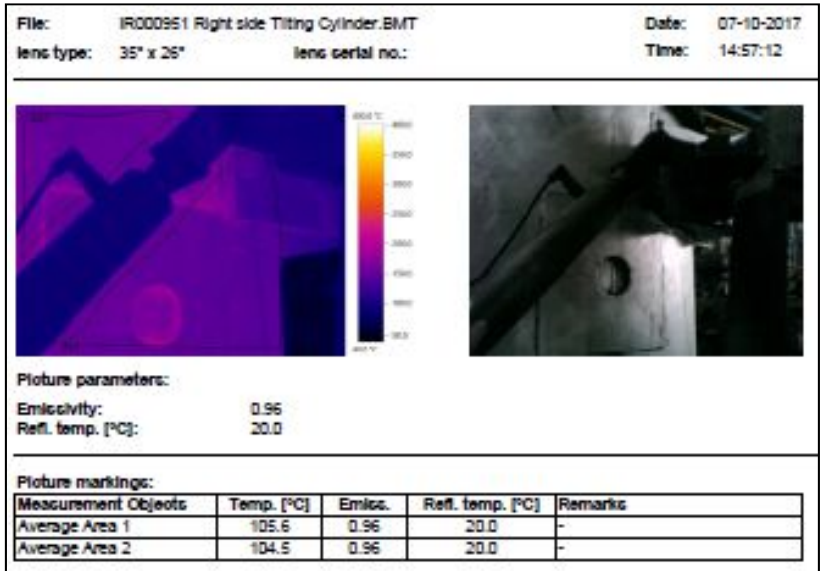 File: IR000951 Right side Tilting Cylinder.BMT Date: 07-10-2017
lens type: 35° x 26° lens serial no.: Time: 14:57:12
Picture parameters:
Emissivity: 0.96
Refl. temp. [°C]: 20.0
Picture markings:
Measurement Objects Temp. [°C] Emiss. Refl. temp. [°C] Remarks
Average Area 1 105.6 0.96 20.0 -
Average Area 2 104.5 0.96 20.0 -